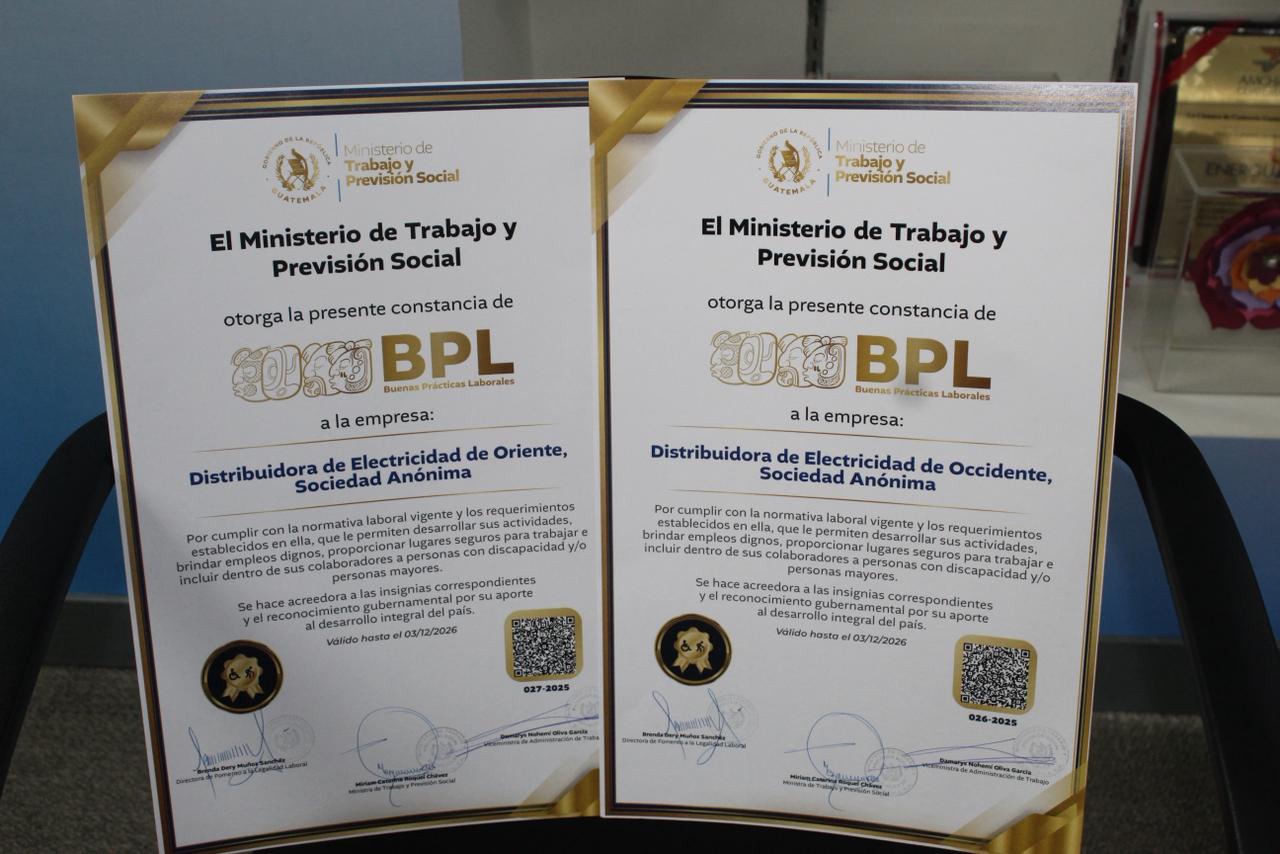 GOBIERNO DE LA REPÚBLICA
GUATEMALA
Ministerio de
Trabajo y
Previsión Social
El Ministerio de Trabajo y
Previsión Social
otorga la presente constancia de
BPL
Buenas Prácticas Laborales
a la empresa:
Distribuidora de Electricidad de Oriente,
Sociedad Anónima
Por cumplir con la normativa laboral vigente y los requerimientos
establecidos en ella, que le permiten desarrollar sus actividades,
brindar empleos dignos, proporcionar lugares seguros para trabajar e
incluir dentro de sus colaboradores a personas con discapacidad y/o
personas mayores.
Se hace acreedora a las insignias correspondientes
y el reconocimiento gubernamental por su aporte
al desarrollo integral del país.
Válido hasta el 03/12/2026
027-2025
Brenda Dery Muñoz Sanchéz
Directora de Fomento a la Legalidad Laboral
Miriam Catarina Roquel Chávez
Ministra de Trabajo y Previsión Social
Damarys Nohemi Oliva García
Viceministra de Administración de Traba
GOBIERNO DE LA REPÚBLICA
GUATEMALA
Ministerio de
Trabajo y
Previsión Social
El Ministerio de Trabajo y
Previsión Social
otorga la presente constancia de
BPL
Buenas Prácticas Laborales
a la empresa:
Distribuidora de Electricidad de Occidente,
Sociedad Anónima
Por cumplir con la normativa laboral vigente y los requerimientos
establecidos en ella, que le permiten desarrollar sus actividades,
brindar empleos dignos, proporcionar lugares seguros para trabajar e
incluir dentro de sus colaboradores a personas con discapacidad y/o
personas mayores.
Se hace acreedora a las insignias correspondientes
y el reconocimiento gubernamental por su aporte
al desarrollo integral del país.
Válido hasta el 03/12/2026
026-2025
Brenda Dery Muñoz Sanchéz
Directora de Fomento a la Legalidad Laboral
Miriam Catarina Roquel Chávez
Ministra de Trabajo y Previsión Social
Damarys Nohemi Oliva García
Viceministra de Administración de Trabajo
AMCH
ENERGU